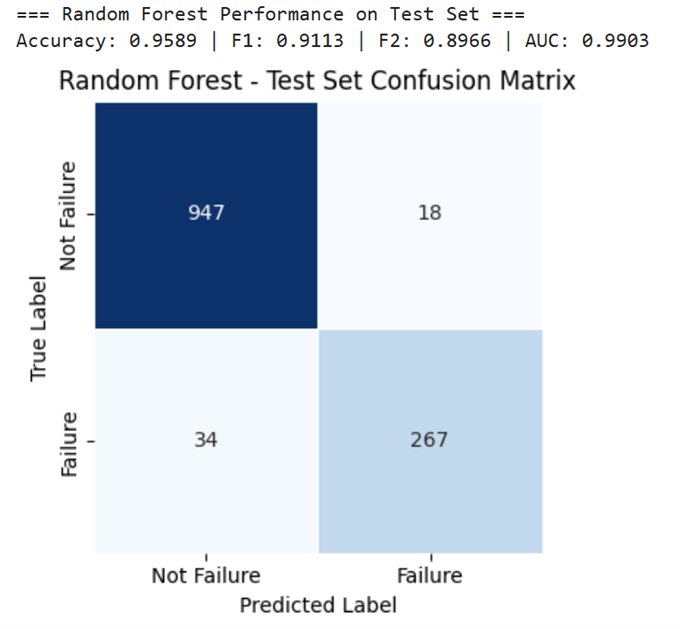 === Random Forest Performance on Test Set ===
Accuracy: 0.9589 | F1: 0.9113 | F2: 0.8966 | AUC: 0.9903
Random Forest - Test Set Confusion Matrix
True Label
Not Failure
947
18
Failure
34
267
Not Failure
Failure
Predicted Label